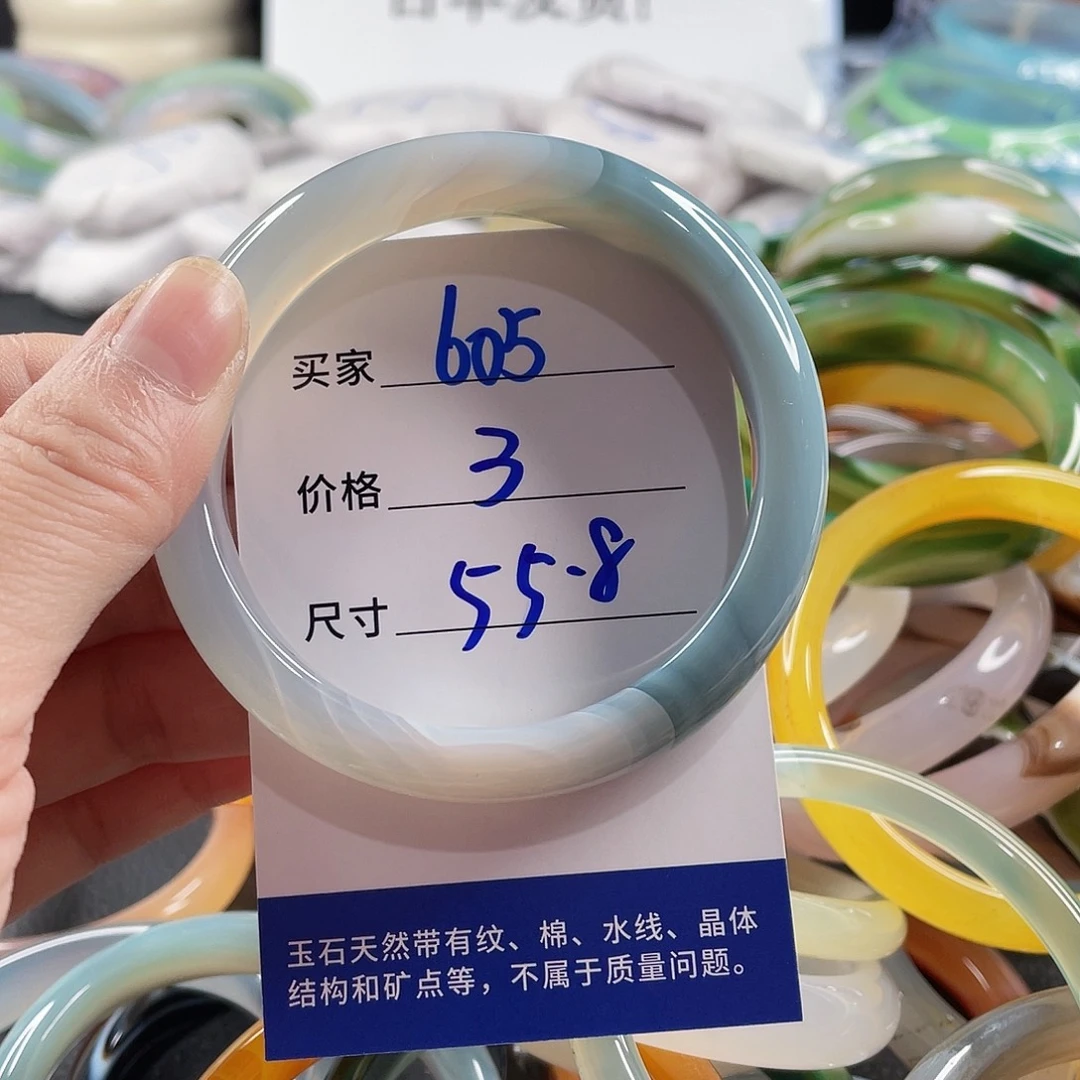 买家 605
价格 3
尺寸 55.8
玉石天然带有纹、棉、水线、晶体
结构和矿点等，不属于质量问题。